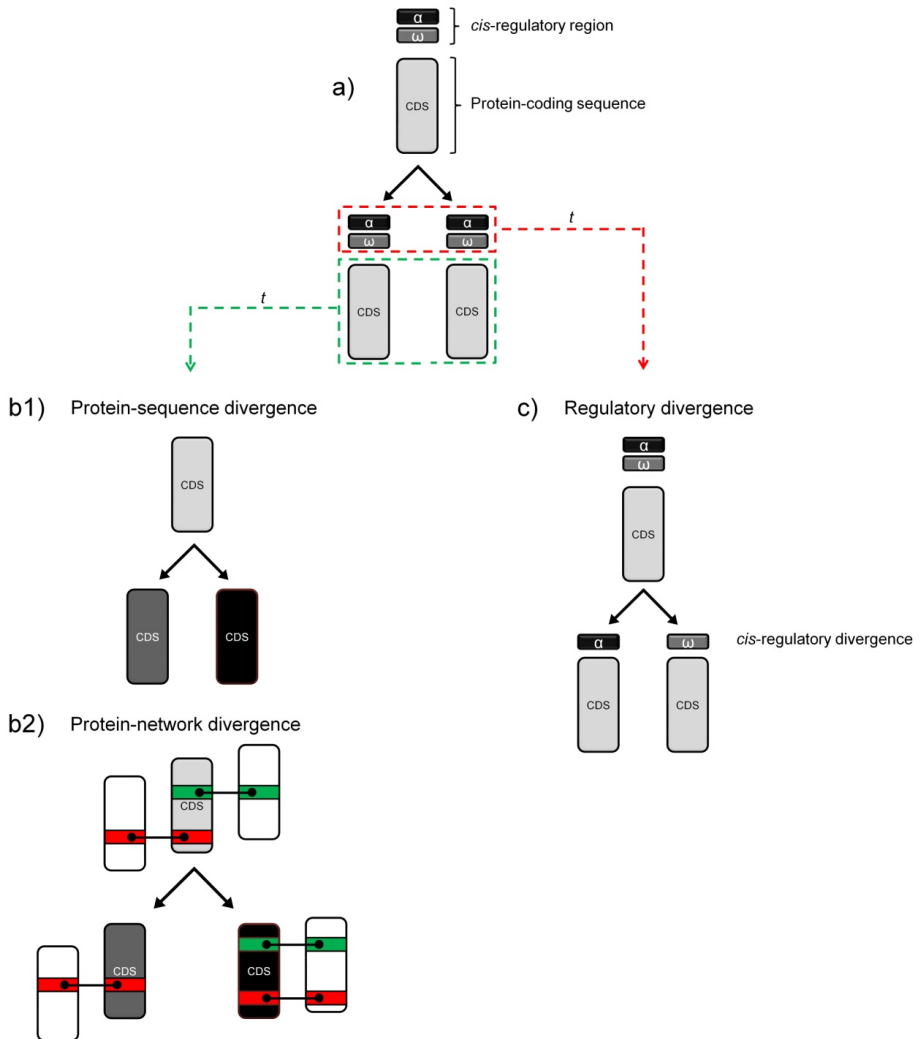 α
cis-regulatory region
ω
a)
CDS
Protein-coding sequence
α α
t
ω ω
t
CDS CDS
b1) Protein-sequence divergence
c) Regulatory divergence
α
ω
CDS
CDS
CDS CDS
α ω cis-regulatory divergence
CDS CDS
b2) Protein-network divergence
CDS
CDS CDS